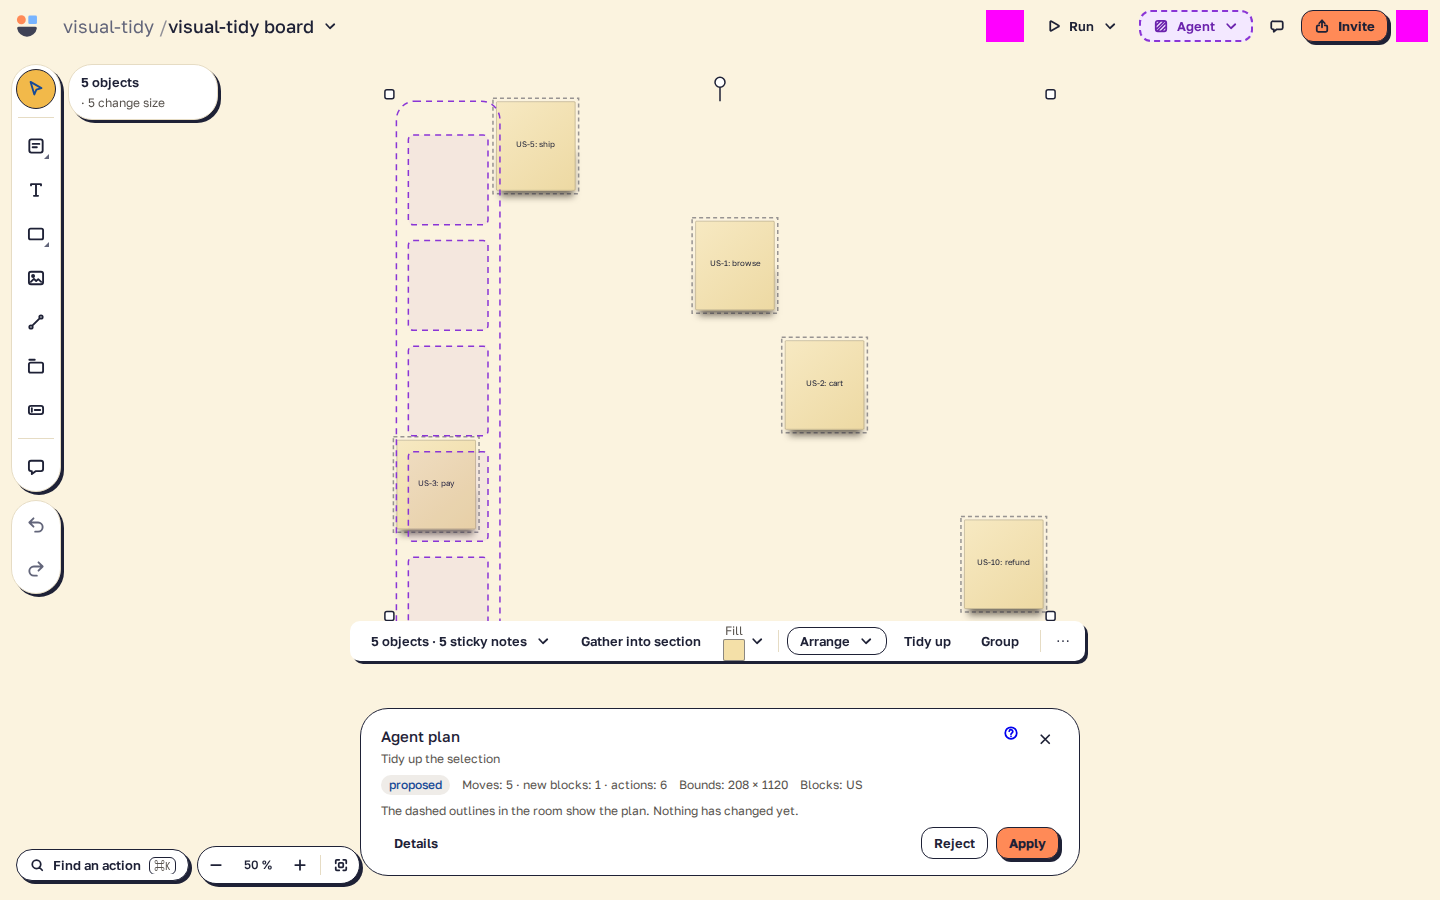 visual-tidy / visual-tidy board
Run
Agent
Invite
5 objects
· 5 change size
US-5: ship
US-1: browse
US-2: cart
US-3: pay
US-10: refund
5 objects · 5 sticky notes
Gather into section
Fill
Arrange
Tidy up
Group
Agent plan
Tidy up the selection
proposed
Moves: 5 · new blocks: 1 · actions: 6
Bounds: 208 × 1120
Blocks: US
The dashed outlines in the room show the plan. Nothing has changed yet.
Details
Reject
Apply
Find an action
⌘K
50 %